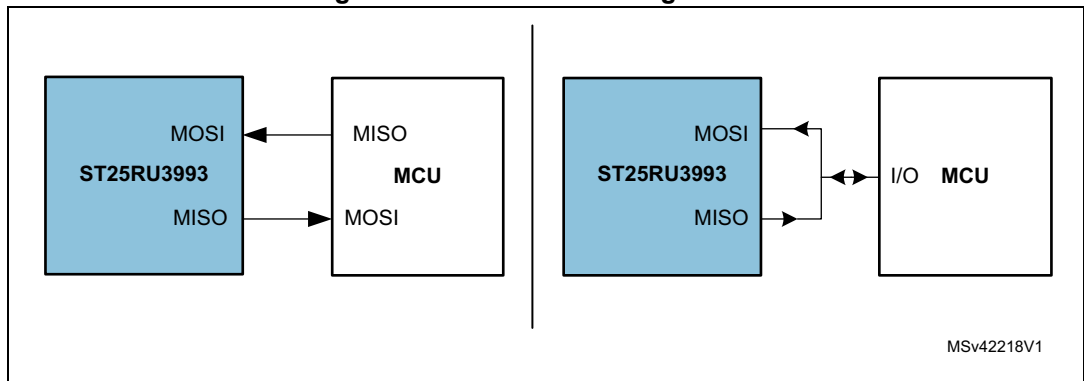 MOSI
MISO
ST25RU3993
MCU
MISO
MOSI
MOSI
ST25RU3993
I/O MCU
MISO
MSv42218V1